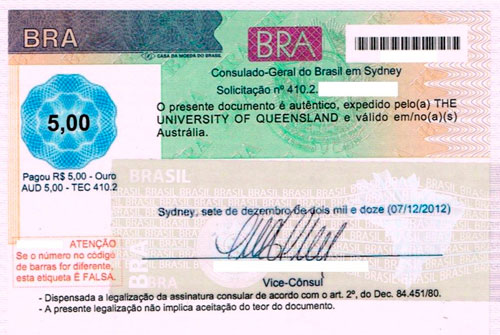 BRA
CASA DA MOEDA DO BRASIL
BRA
Consulado-Geral do Brasil em Sydney
Solicitação nº 410.2
O presente documento é autêntico, expedido pelo(a) THE
UNIVERSITY OF QUEENSLAND e válido em/no(a)(s)
Austrália.
5,00
Pagou R$ 5,00 - Ouro
AUD 5,00 - TEC 410.2
BRASIL BRASIL BRASIL
Sydney, sete de dezembro de dois mil e doze (07/12/2012)
ATENÇÃO
Se o número no código
de barras for diferente,
esta etiqueta É FALSA.
BRASIL
BRA
Vice-Cônsul
- Dispensada a legalização da assinatura consular de acordo com o art. 2º, do Dec. 84.451/80.
- A presente legalização não implica aceitação do teor do documento.